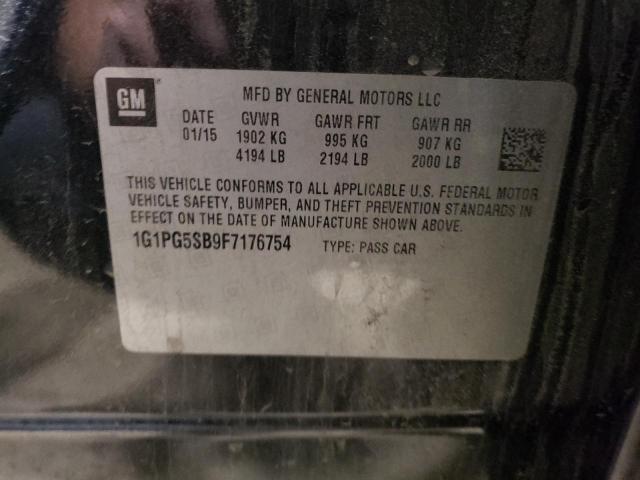 GM
MFD BY GENERAL MOTORS LLC
DATE GVWR GAWR FRT GAWR RR
01/15 1902 KG 995 KG 907 KG
4194 LB 2194 LB 2000 LB
THIS VEHICLE CONFORMS TO ALL APPLICABLE U.S. FEDERAL MOTOR
VEHICLE SAFETY, BUMPER, AND THEFT PREVENTION STANDARDS IN
EFFECT ON THE DATE OF MANUFACTURE SHOWN ABOVE.
1G1PG5SB9F7176754 TYPE: PASS CAR